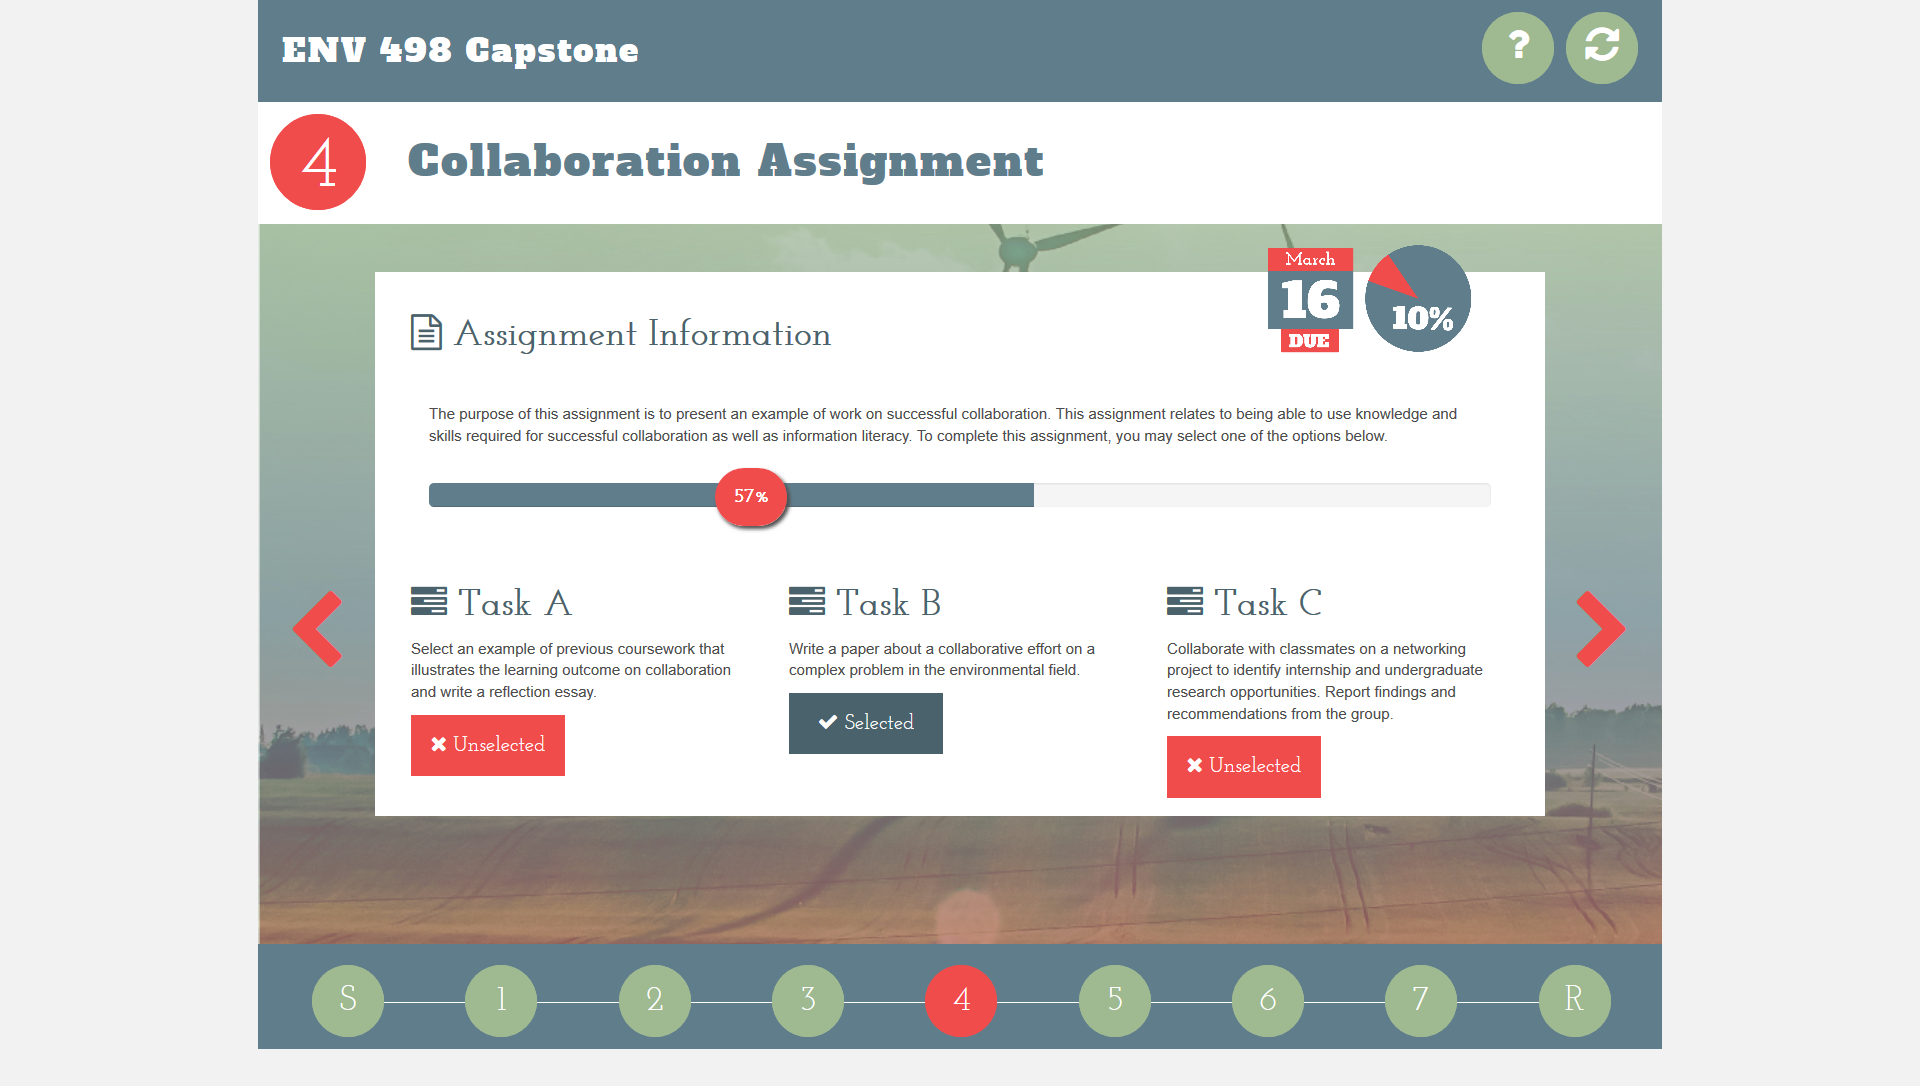 ENV 498 Capstone
?
4
Collaboration Assignment
March
16
DUE
10%
Assignment Information
The purpose of this assignment is to present an example of work on successful collaboration. This assignment relates to being able to use knowledge and
skills required for successful collaboration as well as information literacy. To complete this assignment, you may select one of the options below.
57%
Task A
Select an example of previous coursework that
illustrates the learning outcome on collaboration
and write a reflection essay.
Unselected
Task B
Write a paper about a collaborative effort on a
complex problem in the environmental field.
Selected
Task C
Collaborate with classmates on a networking
project to identify internship and undergraduate
research opportunities. Report findings and
recommendations from the group.
Unselected
S
1
2
3
4
5
6
7
R